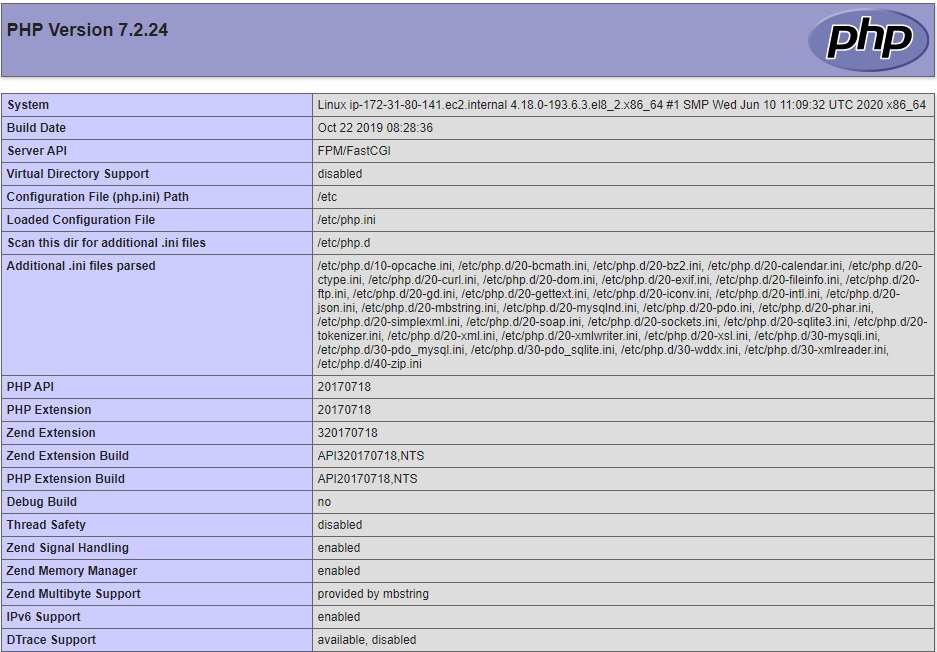 PHP Version 7.2.24
php
System Linux ip-172-31-80-141.ec2.internal 4.18.0-193.6.3.el8_2.x86_64 #1 SMP Wed Jun 10 11:09:32 UTC 2020 x86_64
Build Date Oct 22 2019 08:28:36
Server API FPM/FastCGI
Virtual Directory Support disabled
Configuration File (php.ini) Path /etc
Loaded Configuration File /etc/php.ini
Scan this dir for additional .ini files /etc/php.d
Additional .ini files parsed /etc/php.d/10-opcache.ini, /etc/php.d/20-bcmath.ini, /etc/php.d/20-bz2.ini, /etc/php.d/20-calendar.ini, /etc/php.d/20-
ctype.ini, /etc/php.d/20-curl.ini, /etc/php.d/20-dom.ini, /etc/php.d/20-exif.ini, /etc/php.d/20-fileinfo.ini, /etc/php.d/20-
ftp.ini, /etc/php.d/20-gd.ini, /etc/php.d/20-gettext.ini, /etc/php.d/20-iconv.ini, /etc/php.d/20-intl.ini, /etc/php.d/20-
json.ini, /etc/php.d/20-mbstring.ini, /etc/php.d/20-mysqlnd.ini, /etc/php.d/20-pdo.ini, /etc/php.d/20-phar.ini,
/etc/php.d/20-simplexml.ini, /etc/php.d/20-soap.ini, /etc/php.d/20-sockets.ini, /etc/php.d/20-sqlite3.ini, /etc/php.d/20-
tokenizer.ini, /etc/php.d/20-xml.ini, /etc/php.d/20-xmlwriter.ini, /etc/php.d/20-xsl.ini, /etc/php.d/30-mysqli.ini,
/etc/php.d/30-pdo_mysql.ini, /etc/php.d/30-pdo_sqlite.ini, /etc/php.d/30-wddx.ini, /etc/php.d/30-xmlreader.ini,
/etc/php.d/40-zip.ini
PHP API 20170718
PHP Extension 20170718
Zend Extension 320170718
Zend Extension Build API320170718,NTS
PHP Extension Build API20170718,NTS
Debug Build no
Thread Safety disabled
Zend Signal Handling enabled
Zend Memory Manager enabled
Zend Multibyte Support provided by mbstring
IPv6 Support enabled
DTrace Support available, disabled